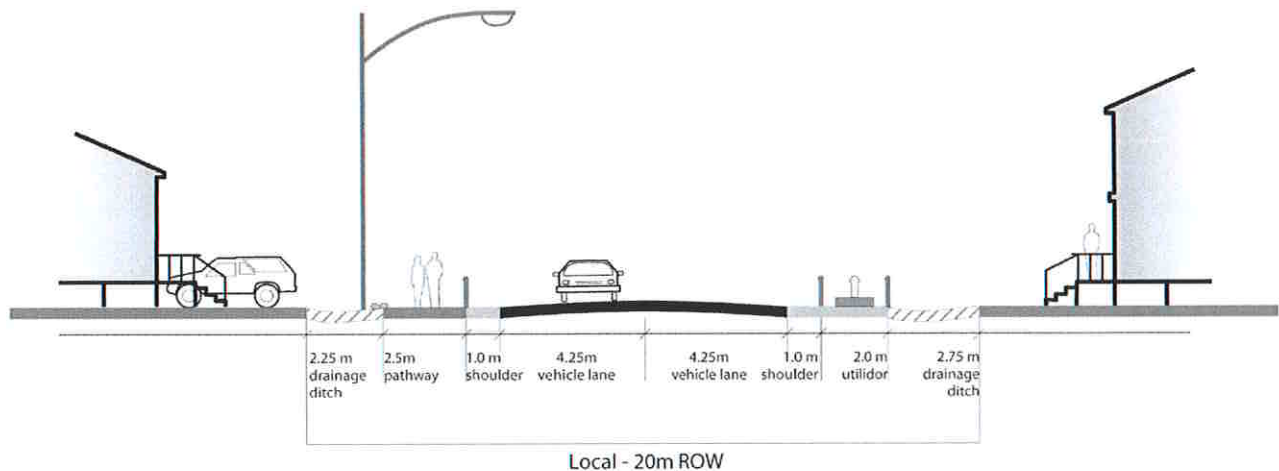 2.25 m
drainage
ditch
2.5m
pathway
1.0 m
shoulder
4.25m
vehicle lane
4.25m
vehicle lane
1.0 m
shoulder
2.0 m
utilidor
2.75 m
drainage
ditch
Local - 20m ROW